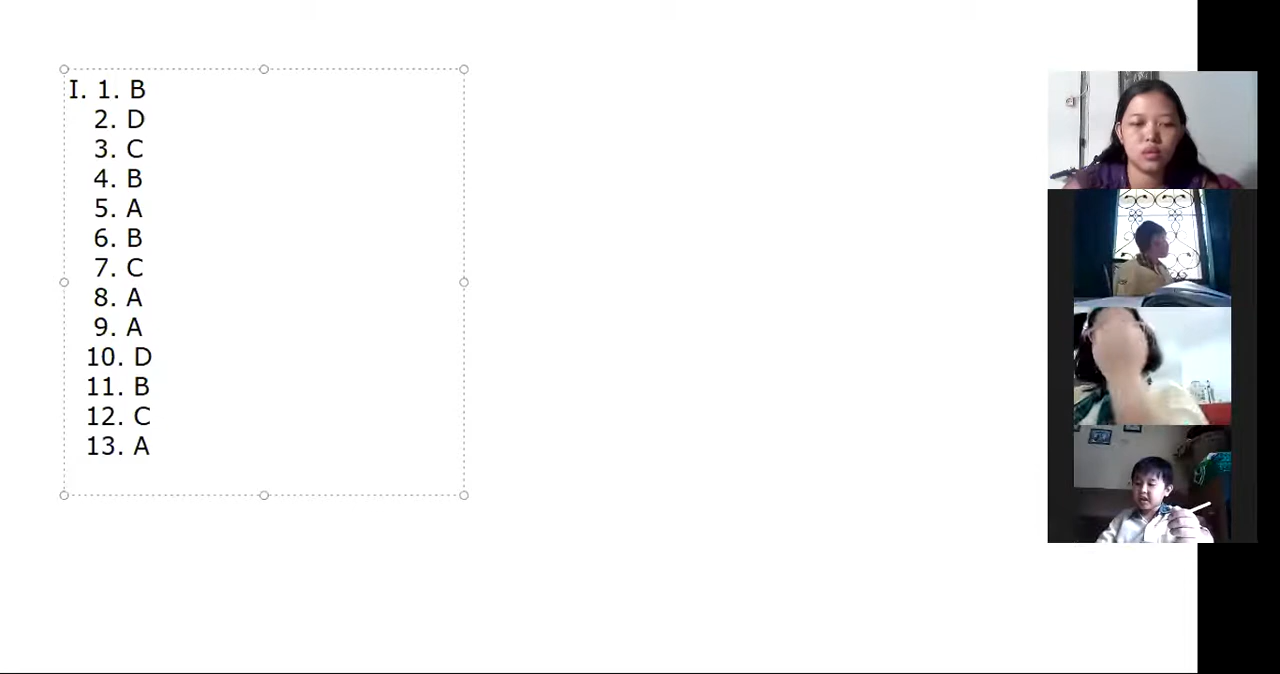 I. 1. B
2. D
3. C
4. B
5. A
6. B
7. C
8. A
9. A
10. D
11. B
12. C
13. A